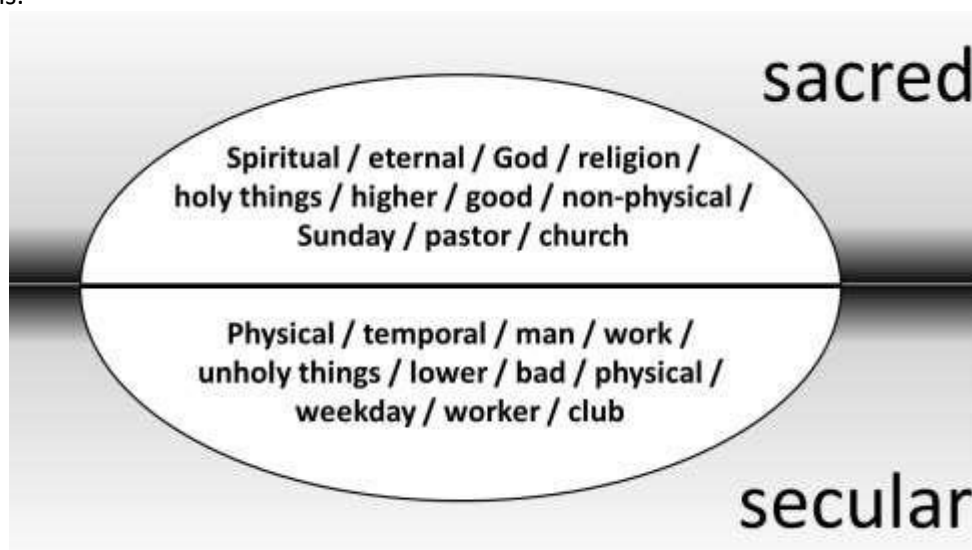 sacred
Spiritual / eternal / God / religion /
holy things / higher / good / non-physical /
Sunday / pastor / church
Physical / temporal / man / work /
unholy things / lower / bad / physical /
weekday / worker / club
secular